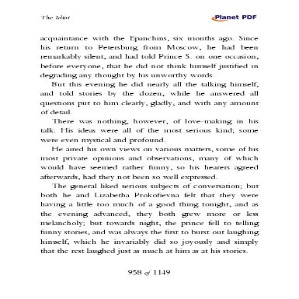 The Idiot
Planet PDF
acquaintance with the Epanchins, six months ago. Since
his return to Petersburg from Moscow, he had been
remarkably silent, and had told Prince S. on one occasion,
before everyone, that he did not think himself justified in
degrading any thought by his unworthy words.
But this evening he did nearly all the talking himself,
and told stories by the dozen, while he answered all
questions put to him clearly, gladly, and with any amount
of detail.
There was nothing, however, of love-making in his
talk. His ideas were all of the most serious kind; some
were even mystical and profound.
He aired his own views on various matters, some of his
most private opinions and observations, many of which
would have seemed rather funny, so his hearers agreed
afterwards, had they not been so well expressed.
The general liked serious subjects of conversation; but
both he and Lizabetha Prokofievna felt that they were
having a little too much of a good thing tonight, and as
the evening advanced, they both grew more or less
melancholy; but towards night, the prince fell to telling
funny stories, and was always the first to burst out laughing
himself, which he invariably did so joyously and simply
that the rest laughed just as much at him as at his stories.
958 of 1149